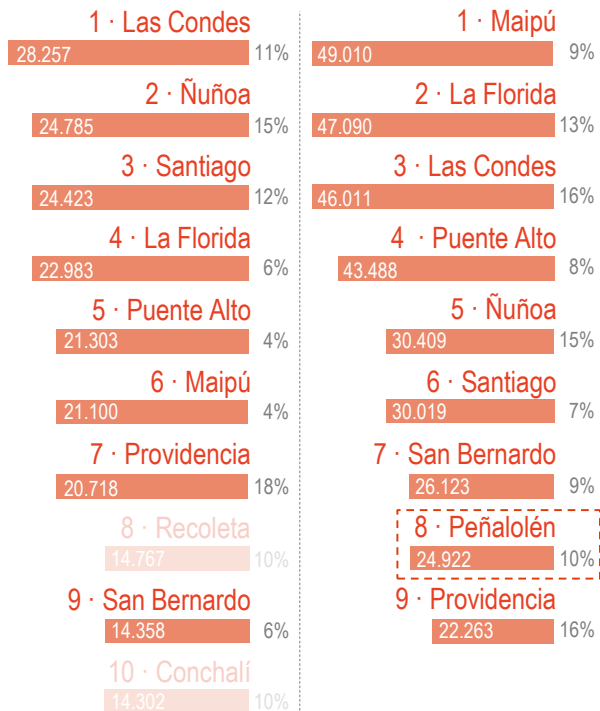 1 · Las Condes
28.257 11%
2 · Ñuñoa
24.785 15%
3 · Santiago
24.423 12%
4 · La Florida
22.983 6%
5 · Puente Alto
21.303 4%
6 · Maipú
21.100 4%
7 · Providencia
20.718 18%
8 · Recoleta
14.767 10%
9 · San Bernardo
14.358 6%
10 · Conchalí
14.302 10%
1 · Maipú
49.010 9%
2 · La Florida
47.090 13%
3 · Las Condes
46.011 16%
4 · Puente Alto
43.488 8%
5 · Ñuñoa
30.409 15%
6 · Santiago
30.019 7%
7 · San Bernardo
26.123 9%
8 · Peñalolén
24.922 10%
9 · Providencia
22.263 16%